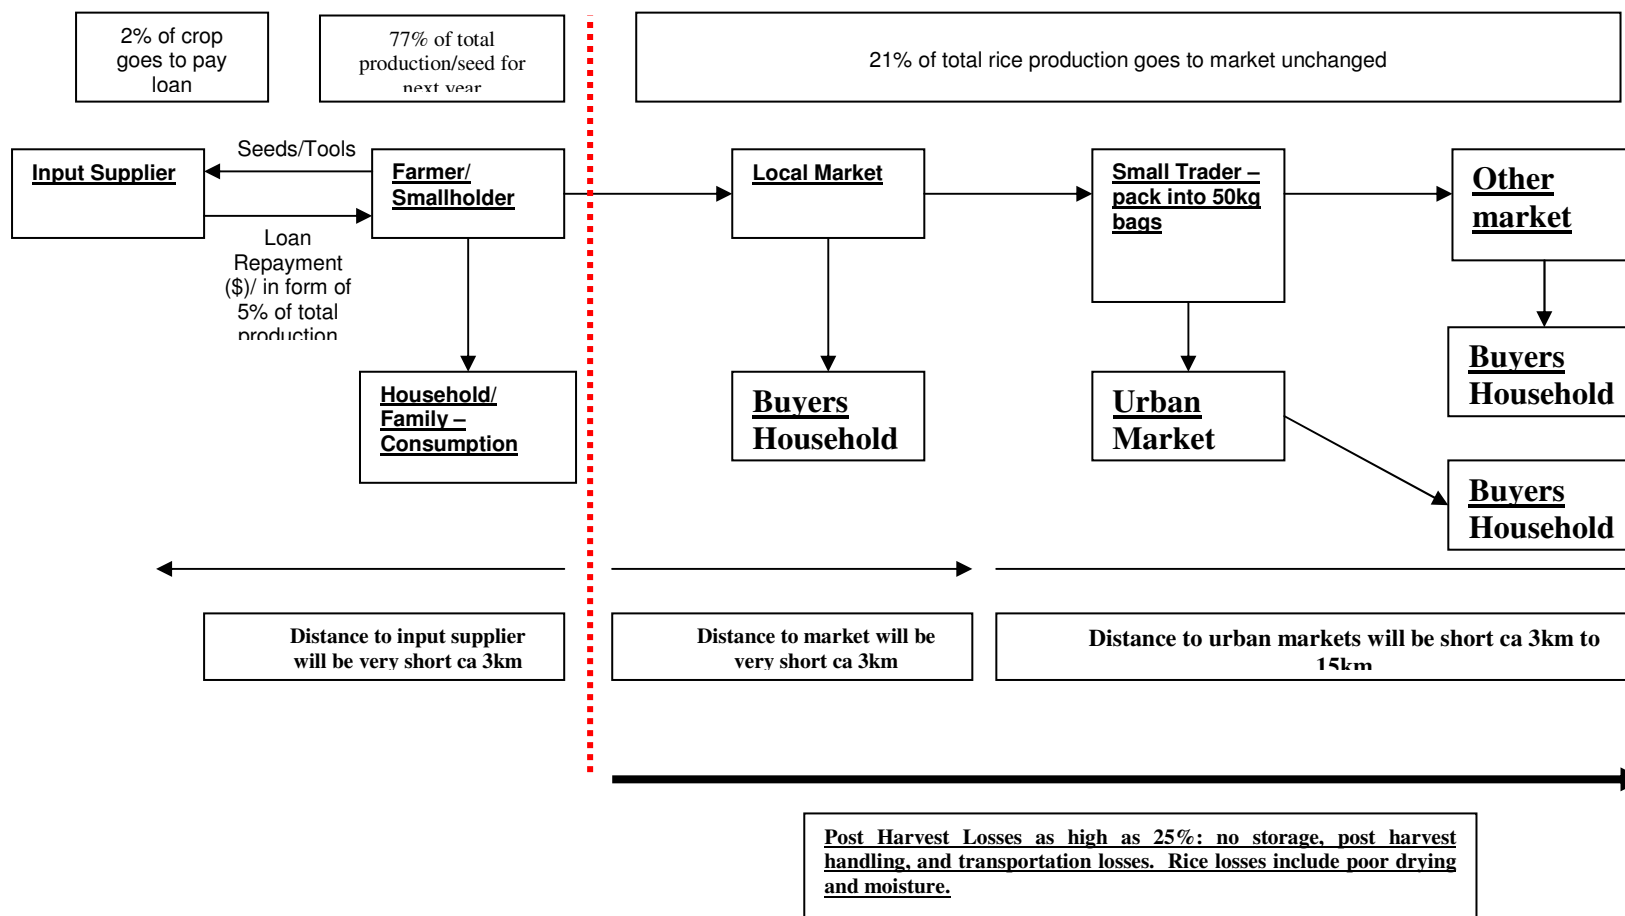 2% of crop
goes to pay
loan
77% of total
production/seed for
next year
21% of total rice production goes to market unchanged
Input Supplier
Seeds/Tools
Farmer/
Smallholder
Local Market
Small Trader –
pack into 50kg
bags
Other
market
Loan
Repayment
($)/ in form of
5% of total
production
Household/
Family –
Consumption
Buyers
Household
Urban
Market
Buyers
Household
Buyers
Household
Distance to input supplier
will be very short ca 3km
Distance to market will be
very short ca 3km
Distance to urban markets will be short ca 3km to
15km
Post Harvest Losses as high as 25%: no storage, post harvest
handling, and transportation losses. Rice losses include poor drying
and moisture.